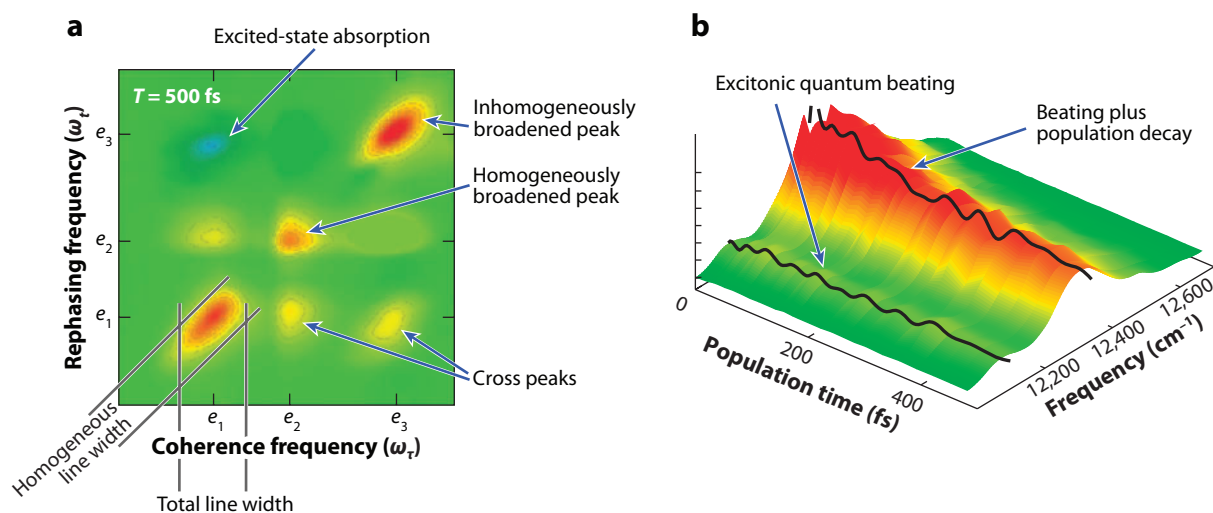 a
Excited-state absorption
T = 500 fs
Inhomogeneously
broadened peak
Homogeneously
broadened peak
Cross peaks
Rephasing frequency (ωt)
e3
e2
e1
e1
e2
e3
Coherence frequency (ωτ)
Homogeneous
line width
Total line width
b
Excitonic quantum beating
Beating plus
population decay
0
200
400
Population time (fs)
12,200
12,400
12,600
Frequency (cm⁻¹)